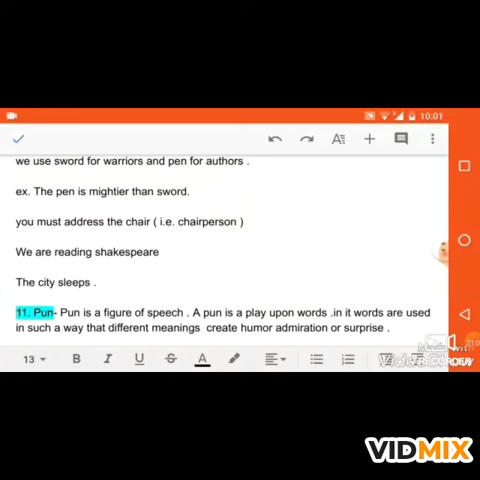 10:01
we use sword for warriors and pen for authors .
ex. The pen is mightier than sword.
you must address the chair ( i.e. chairperson )
We are reading shakespeare
The city sleeps .
11. Pun- Pun is a figure of speech . A pun is a play upon words .in it words are used
in such a way that different meanings create humor admiration or surprise .
13 B I U S A
VIDMIX